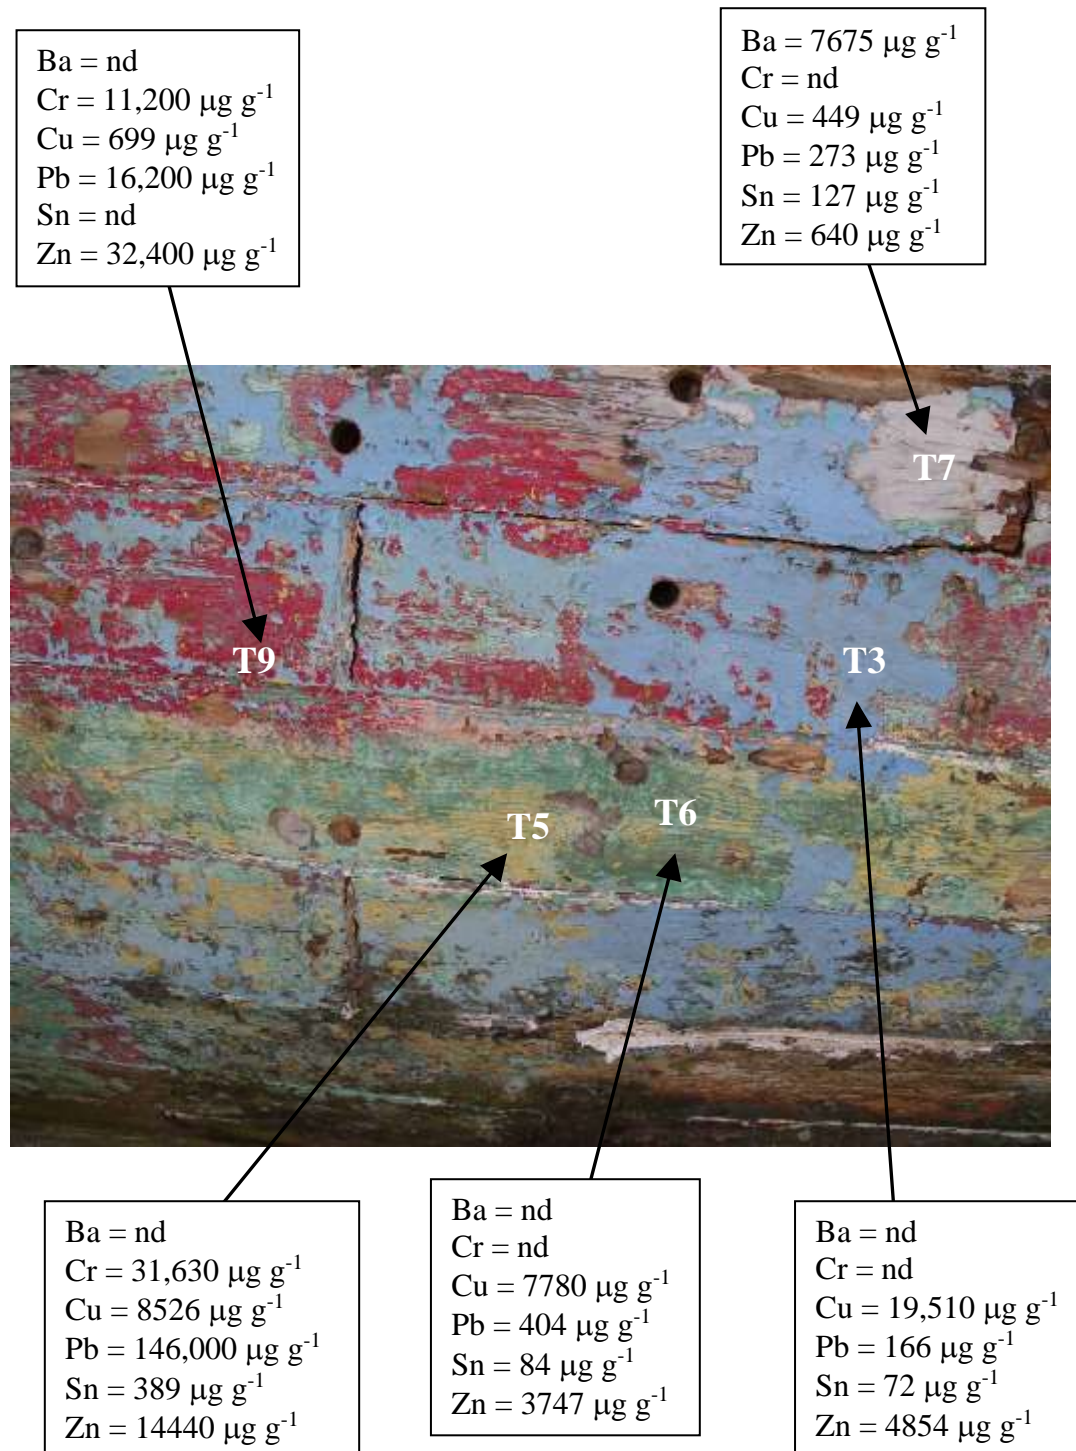 Ba = nd
Cr = 11,200 µg g⁻¹
Cu = 699 µg g⁻¹
Pb = 16,200 µg g⁻¹
Sn = nd
Zn = 32,400 µg g⁻¹
Ba = 7675 µg g⁻¹
Cr = nd
Cu = 449 µg g⁻¹
Pb = 273 µg g⁻¹
Sn = 127 µg g⁻¹
Zn = 640 µg g⁻¹
T7
T9
T3
T5
T6
Ba = nd
Cr = 31,630 µg g⁻¹
Cu = 8526 µg g⁻¹
Pb = 146,000 µg g⁻¹
Sn = 389 µg g⁻¹
Zn = 14440 µg g⁻¹
Ba = nd
Cr = nd
Cu = 7780 µg g⁻¹
Pb = 404 µg g⁻¹
Sn = 84 µg g⁻¹
Zn = 3747 µg g⁻¹
Ba = nd
Cr = nd
Cu = 19,510 µg g⁻¹
Pb = 166 µg g⁻¹
Sn = 72 µg g⁻¹
Zn = 4854 µg g⁻¹